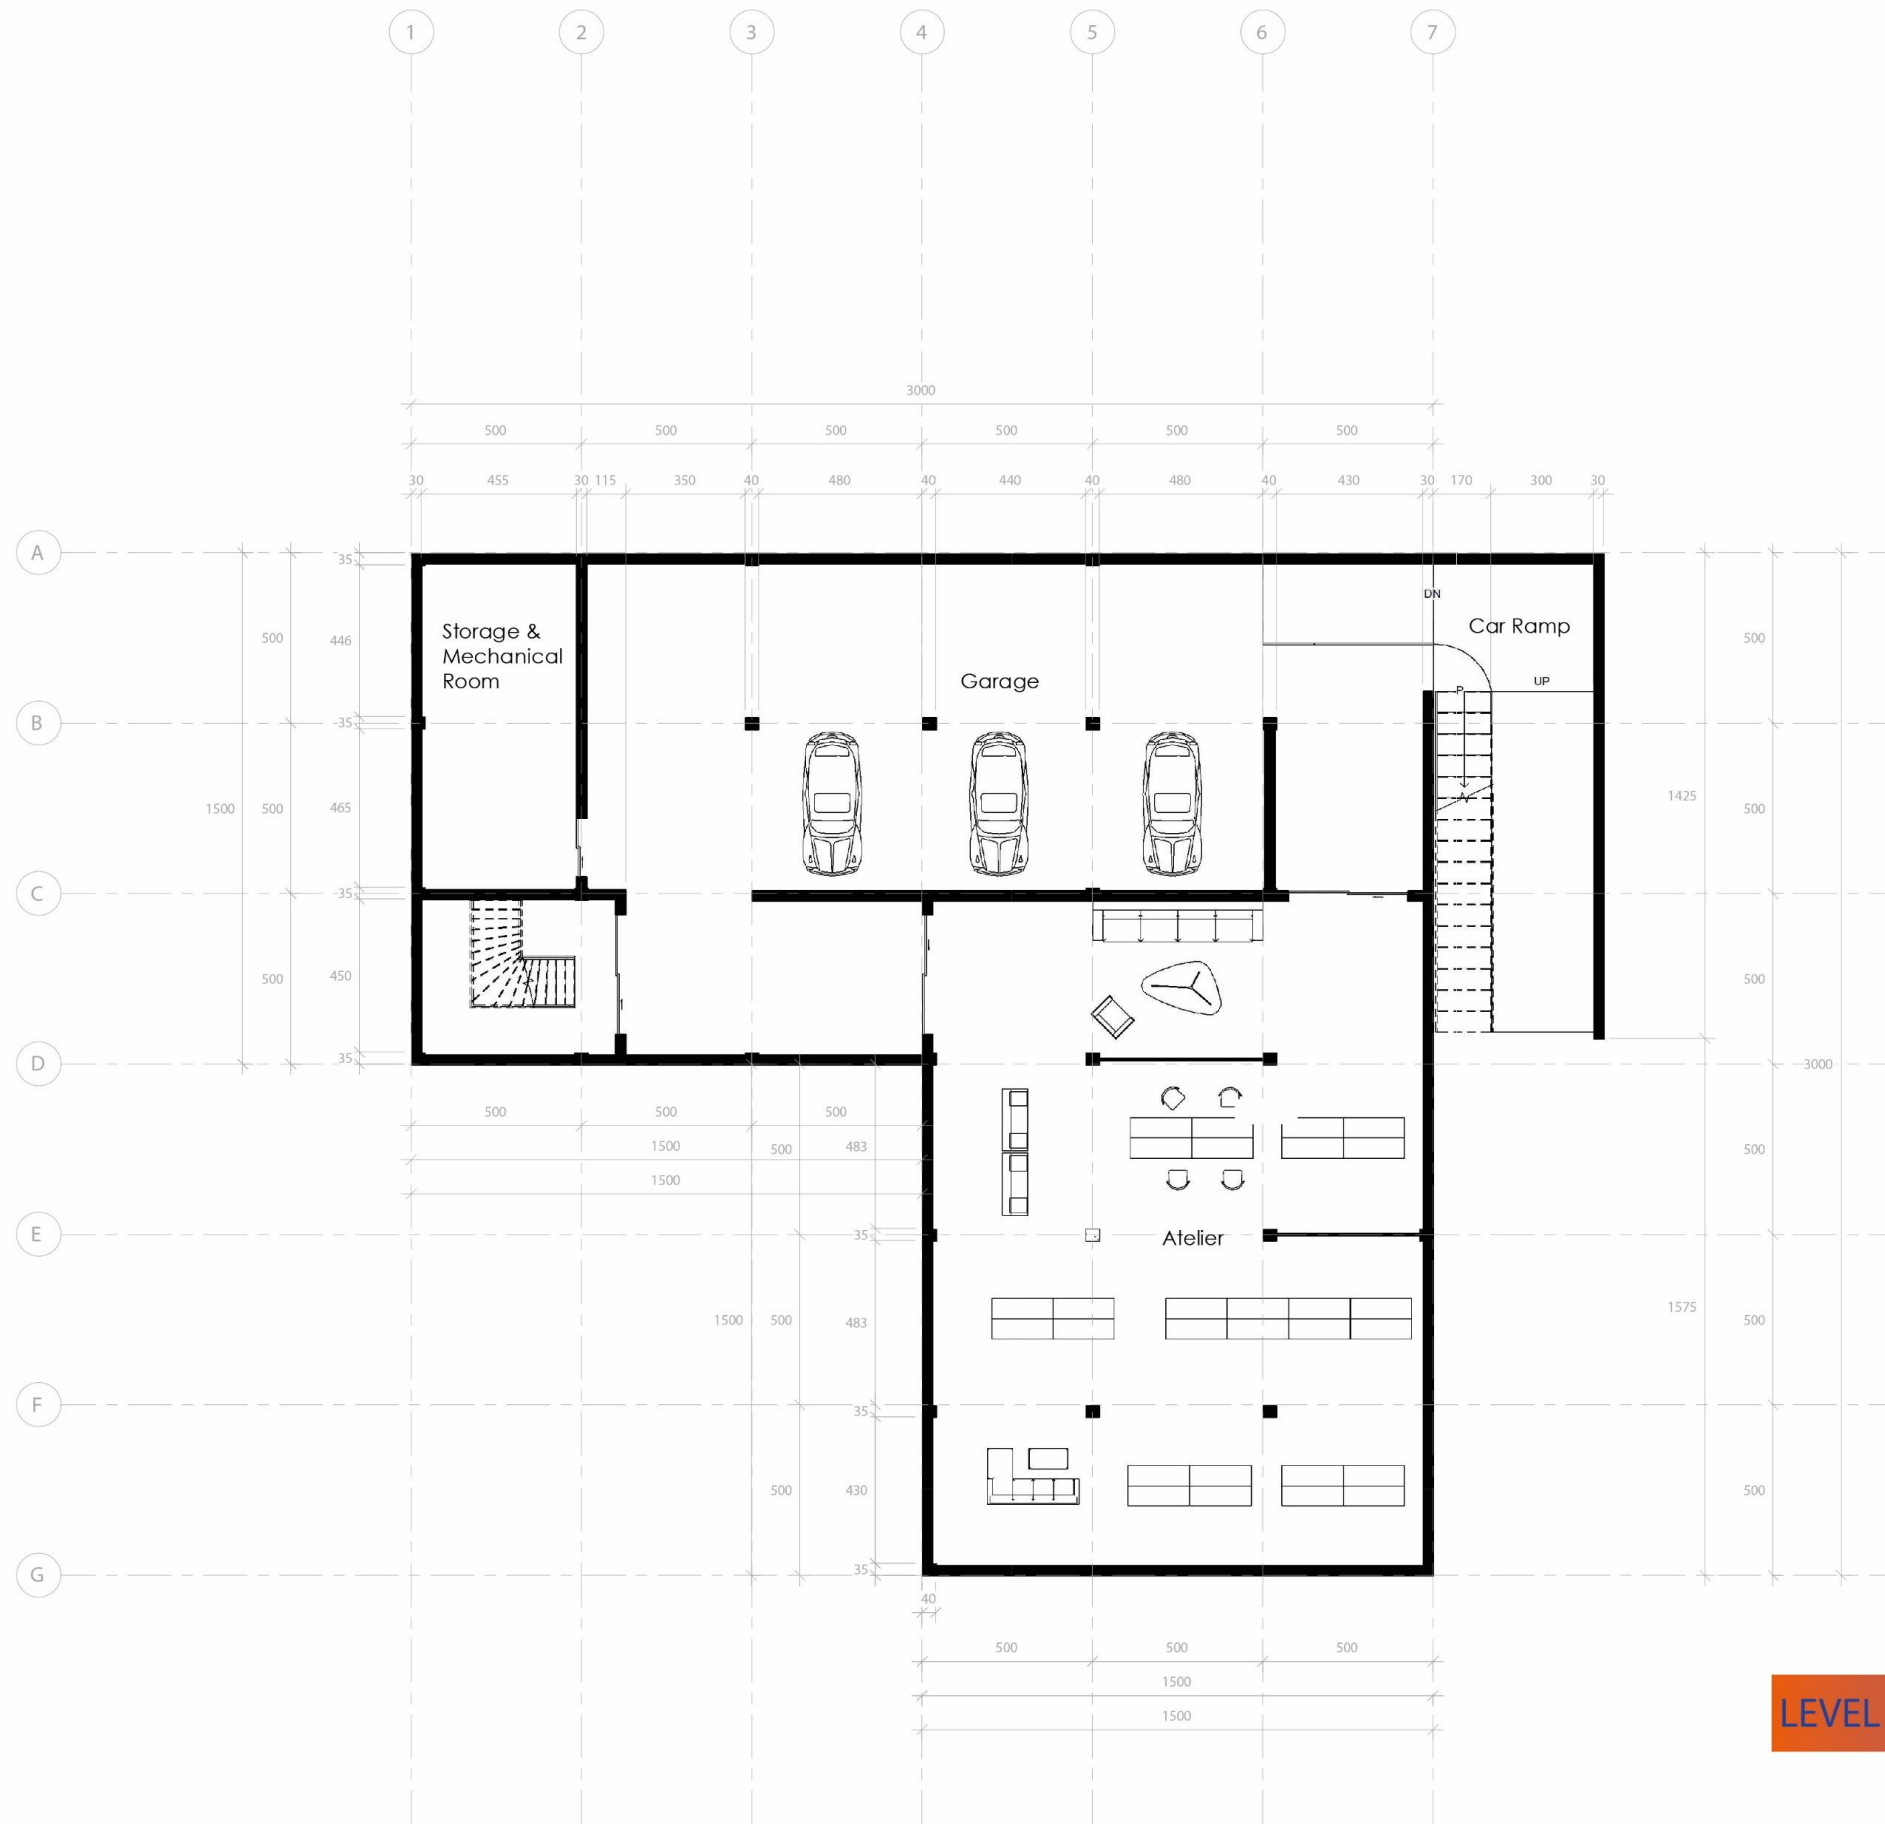 1 2 3 4 5 6 7
3000
500 500 500 500 500 500
30 455 30 115 350 40 480 40 440 40 480 40 430 30 170 300 30
A
35
DN
Car Ramp
Storage &
Mechanical
Room
446
500
500
Garage
UP
P
B
35
1500
500
465
1425
500
C
35
500
450
500
D
35
3000
500 500 500
1500
500
483
500
1500
E
35
Atelier
1500
500
483
1575
500
F
35
500
430
500
G
35
40
500 500 500
1500
1500
LEVEL